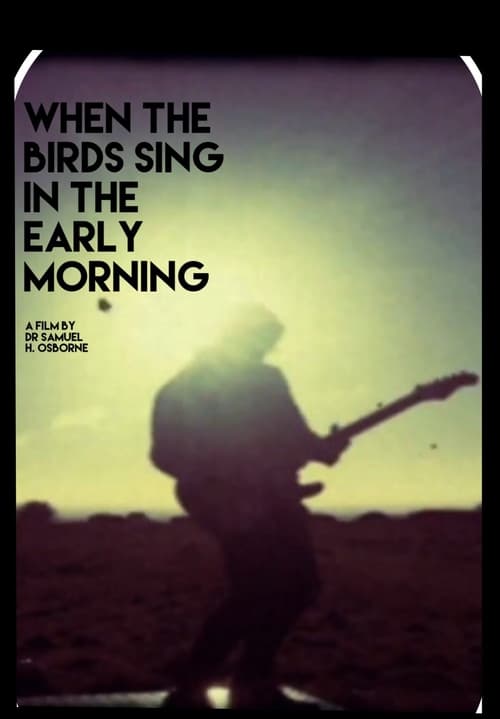 WHEN THE
BIRDS SING
IN THE
EARLY
MORNING
A FILM BY
DR SAMUEL
H. OSBORNE